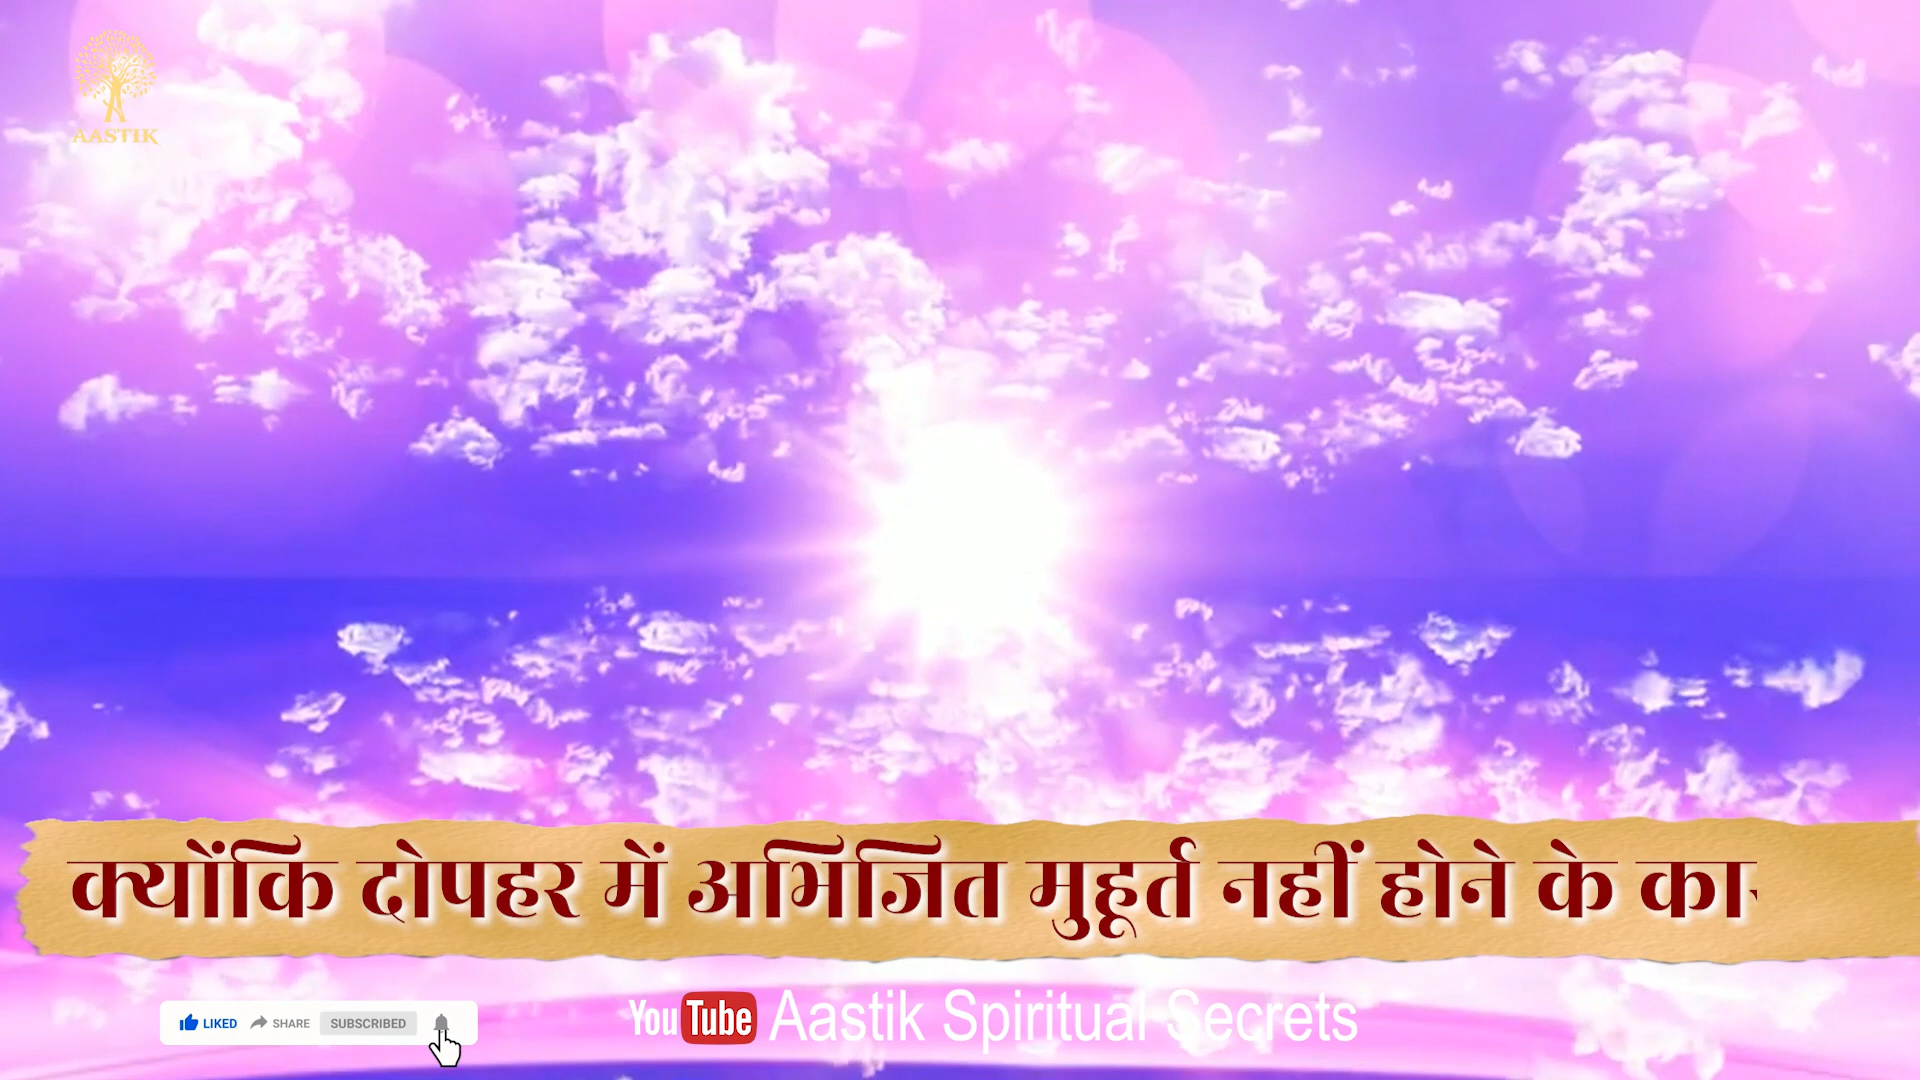 AASTIK
क्योंकि दोपहर में अभिजित मुहूर्त नहीं होने के
LIKED SHARE SUBSCRIBED
YouTube Aastik Spiritual Secrets